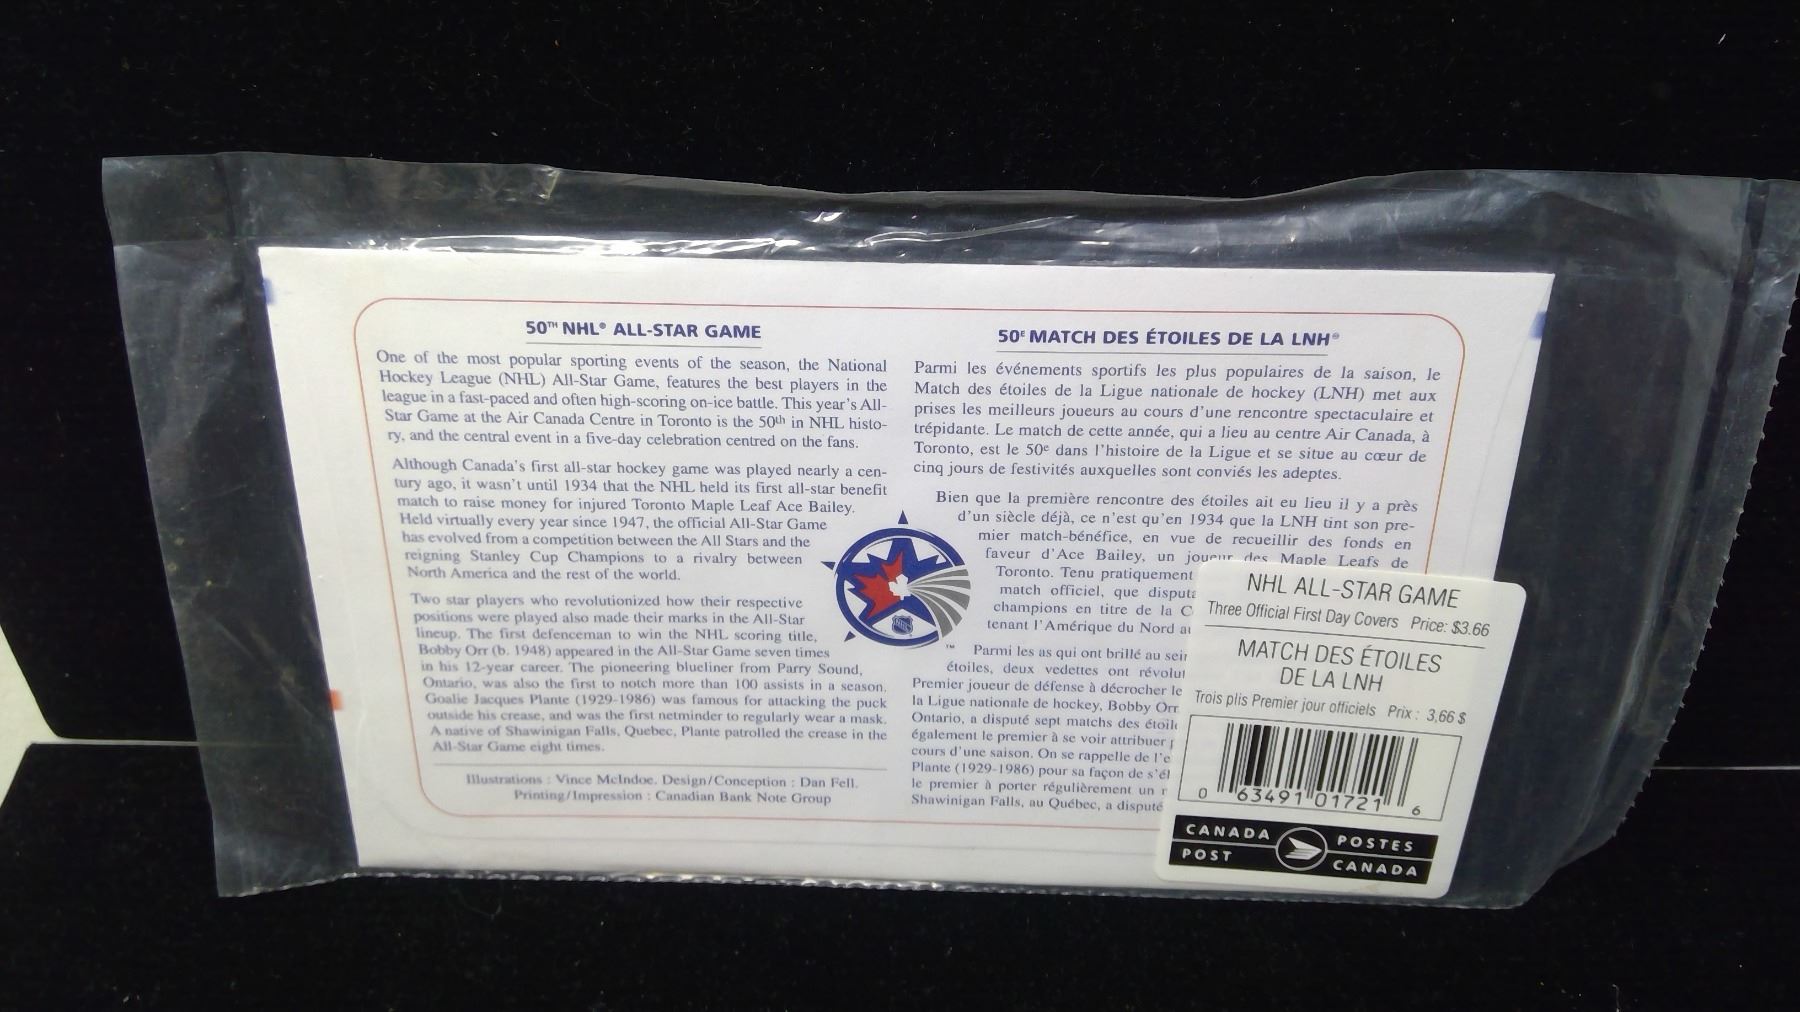 50TH NHL® ALL-STAR GAME
One of the most popular sporting events of the season, the National
Hockey League (NHL) All-Star Game, features the best players in the
league in a fast-paced and often high-scoring on-ice battle. This year's All-
Star Game at the Air Canada Centre in Toronto is the 50th in NHL histo-
ry, and the central event in a five-day celebration centred on the fans.
Although Canada's first all-star hockey game was played nearly a cen-
tury ago, it wasn't until 1934 that the NHL held its first all-star benefit
match to raise money for injured Toronto Maple Leaf Ace Bailey.
Held virtually every year since 1947, the official All-Star Game
has evolved from a competition between the All Stars and the
reigning Stanley Cup Champions to a rivalry between
North America and the rest of the world.
Two star players who revolutionized how their respective
positions were played also made their marks in the All-Star
lineup. The first defenceman to win the NHL scoring title,
Bobby Orr (b. 1948) appeared in the All-Star Game seven times
in his 12-year career. The pioneering blueliner from Parry Sound,
Ontario, was also the first to notch more than 100 assists in a season.
Goalie Jacques Plante (1929-1986) was famous for attacking the puck
outside his crease, and was the first netminder to regularly wear a mask.
A native of Shawinigan Falls, Quebec, Plante patrolled the crease in the
All-Star Game eight times.
Illustrations : Vince McIndoe. Design/Conception : Dan Fell.
Printing/Impression : Canadian Bank Note Group
50E MATCH DES ÉTOILES DE LA LNH®
Parmi les événements sportifs les plus populaires de la saison, le
Match des étoiles de la Ligue nationale de hockey (LNH) met aux
prises les meilleurs joueurs au cours d'une rencontre spectaculaire et
trépidante. Le match de cette année, qui a lieu au centre Air Canada, à
Toronto, est le 50e dans l'histoire de la Ligue et se situe au cœur de
cinq jours de festivités auxquelles sont conviés les adeptes.
Bien que la première rencontre des étoiles ait eu lieu il y a près
d'un siècle déjà, ce n'est qu'en 1934 que la LNH tint son pre-
mier match-bénéfice, en vue de recueillir des fonds en
faveur d'Ace Bailey, un joueur des Maple Leafs de
Toronto. Tenu pratiquement
match officiel, que disputa
champions en titre de la C
tenant l'Amérique du Nord a
Parmi les as qui ont brillé au sei
étoiles, deux vedettes ont révolu
Premier joueur de défense à décrocher le
la Ligue nationale de hockey, Bobby Orr
Ontario, a disputé sept matchs des étoil
également le premier à se voir attribuer
cours d'une saison. On se rappelle de l'e
Plante (1929-1986) pour sa façon de s'él
le premier à porter régulièrement un
Shawinigan Falls, au Québec, a disputé
NHL
TM
NHL ALL-STAR GAME
Three Official First Day Covers Price: $3.66
MATCH DES ÉTOILES
DE LA LNH
Trois plis Premier jour officiels Prix : 3,66 $
0 63491 01721 6
CANADA POST
POSTES CANADA